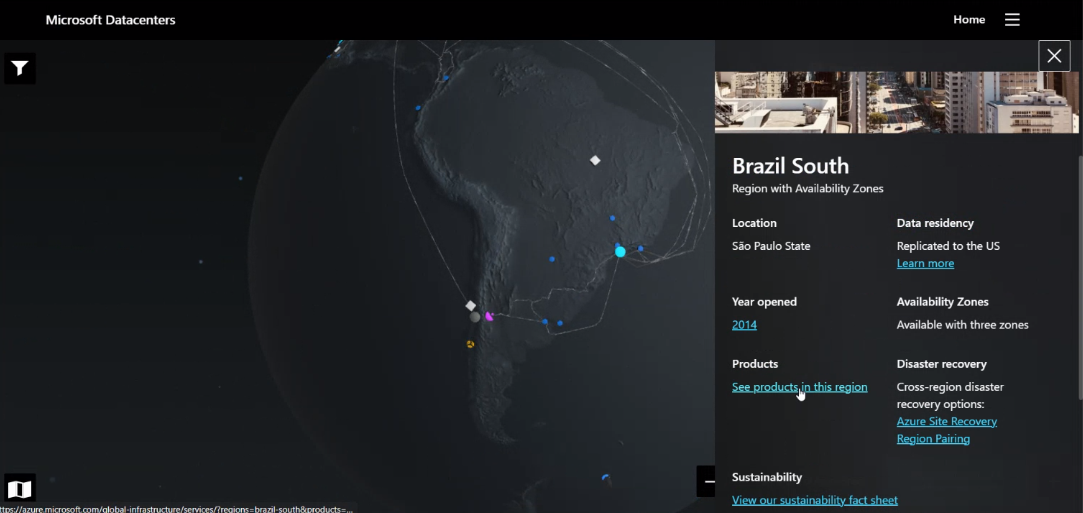 Microsoft Datacenters
Home
Brazil South
Region with Availability Zones
Location
São Paulo State
Data residency
Replicated to the US
Learn more
Year opened
2014
Availability Zones
Available with three zones
Products
See products in this region
Disaster recovery
Cross-region disaster
recovery options:
Azure Site Recovery
Region Pairing
Sustainability
View our sustainability fact sheet
ttps://azure.microsoft.com/global-infrastructure/services/?regions=brazil-south&products=...